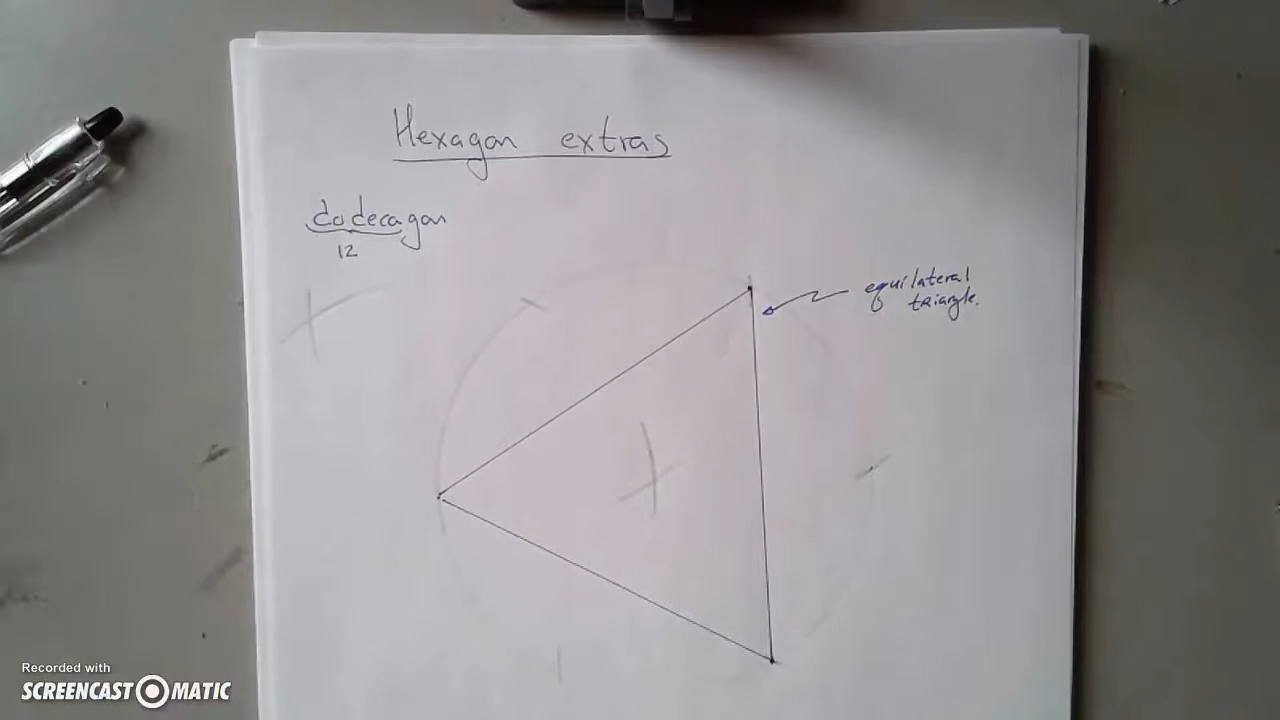 Hexagon extras
dodecagon
12
equilateral
triangle.
Recorded with
SCREENCAST MATIC